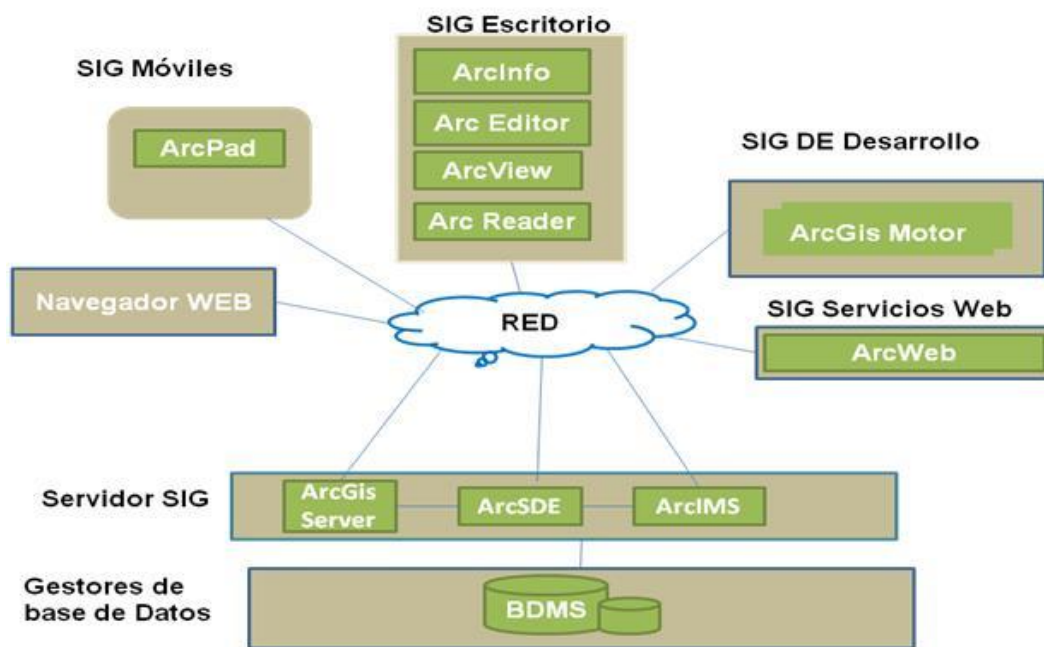 SIG Escritorio
ArcInfo
Arc Editor
ArcView
Arc Reader
SIG Móviles
ArcPad
SIG DE Desarrollo
ArcGis Motor
Navegador WEB
RED
SIG Servicios Web
ArcWeb
Servidor SIG
ArcGis
Server
ArcSDE
ArcIMS
Gestores de
base de Datos
BDMS